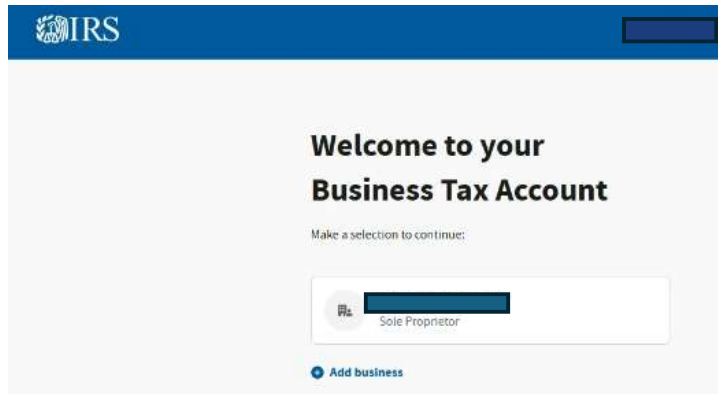 IRS
Welcome to your
Business Tax Account
Make a selection to continue:
Sole Proprietor
Add business